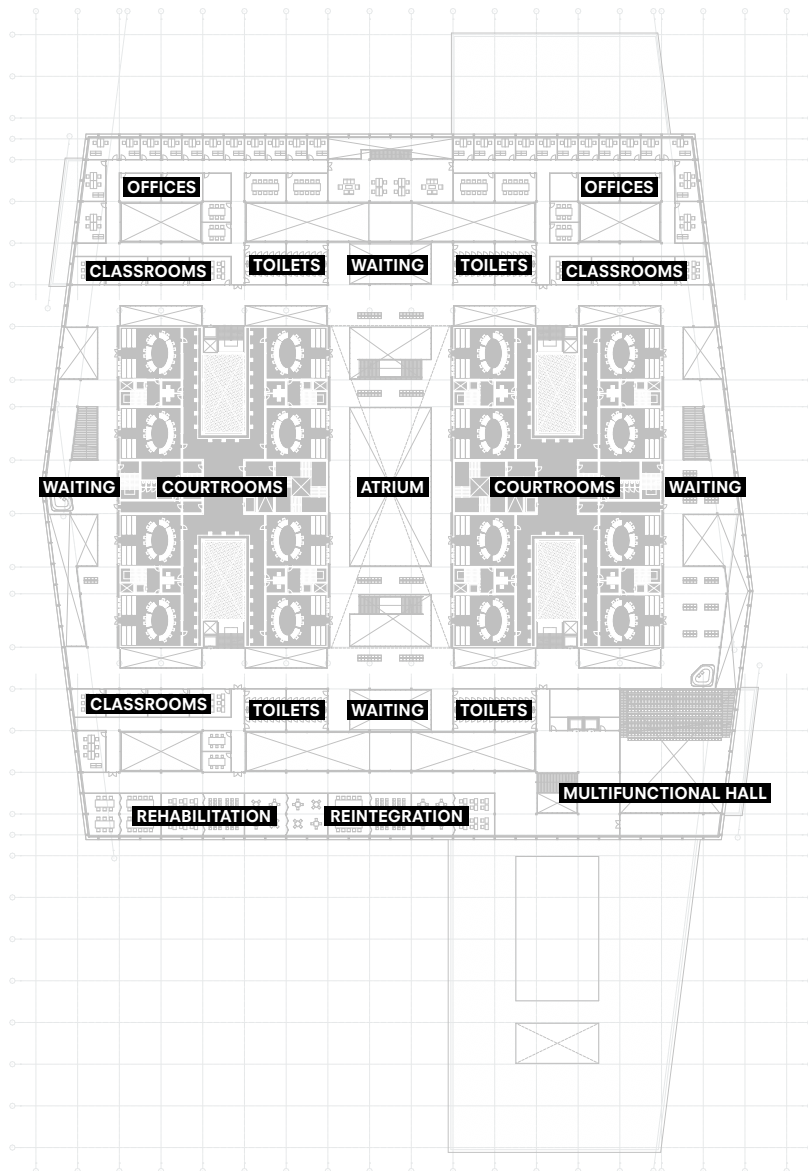 OFFICES
OFFICES
CLASSROOMS
TOILETS
WAITING
TOILETS
CLASSROOMS
WAITING
COURTROOMS
ATRIUM
COURTROOMS
WAITING
CLASSROOMS
TOILETS
WAITING
TOILETS
MULTIFUNCTIONAL HALL
REHABILITATION
REINTEGRATION